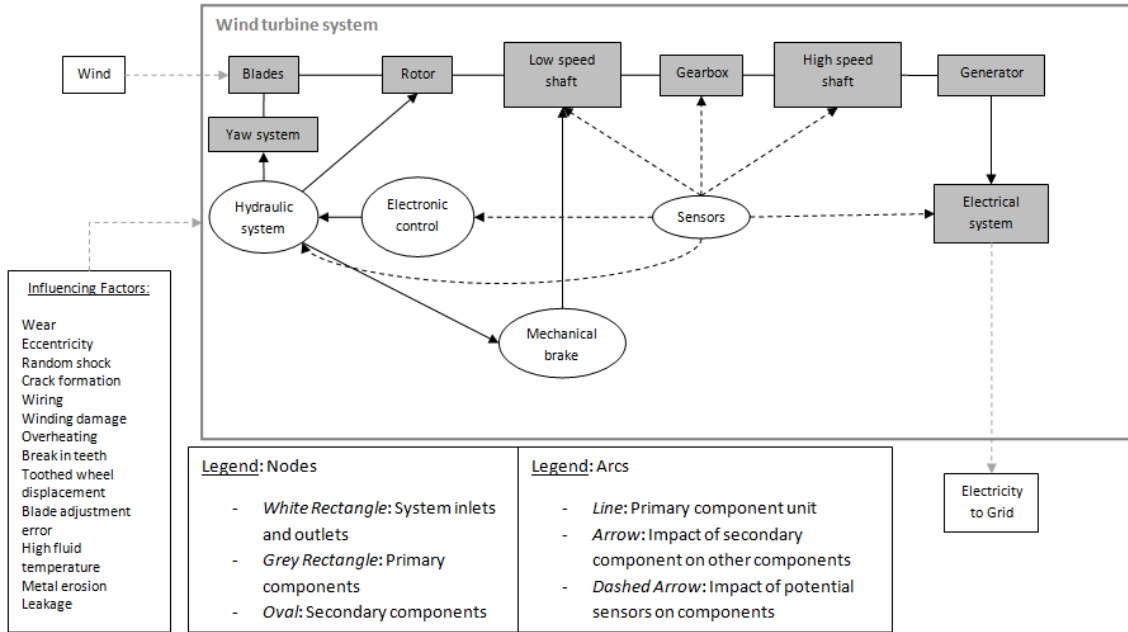 Wind turbine system
Wind
Blades
Rotor
Low speed
shaft
Gearbox
High speed
shaft
Generator
Yaw system
Hydraulic
system
Electronic
control
Sensors
Electrical
system
Mechanical
brake
Influencing Factors:
Wear
Eccentricity
Random shock
Crack formation
Wiring
Winding damage
Overheating
Break in teeth
Toothed wheel
displacement
Blade adjustment
error
High fluid
temperature
Metal erosion
Leakage
Legend: Nodes
- White Rectangle: System inlets
and outlets
- Grey Rectangle: Primary
components
- Oval: Secondary components
Legend: Arcs
- Line: Primary component unit
- Arrow: Impact of secondary
component on other components
- Dashed Arrow: Impact of potential
sensors on components
Electricity
to Grid